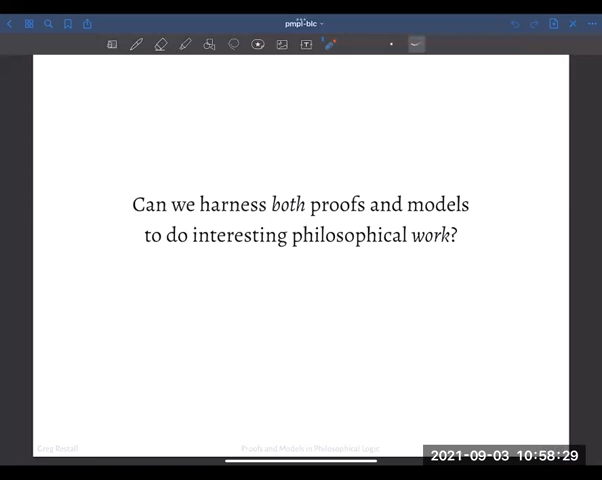 pmpl-blc
Can we harness both proofs and models
to do interesting philosophical work?
Greg Restall
Proofs and Models in Philosophical Logic
2021-09-03 10:58:29